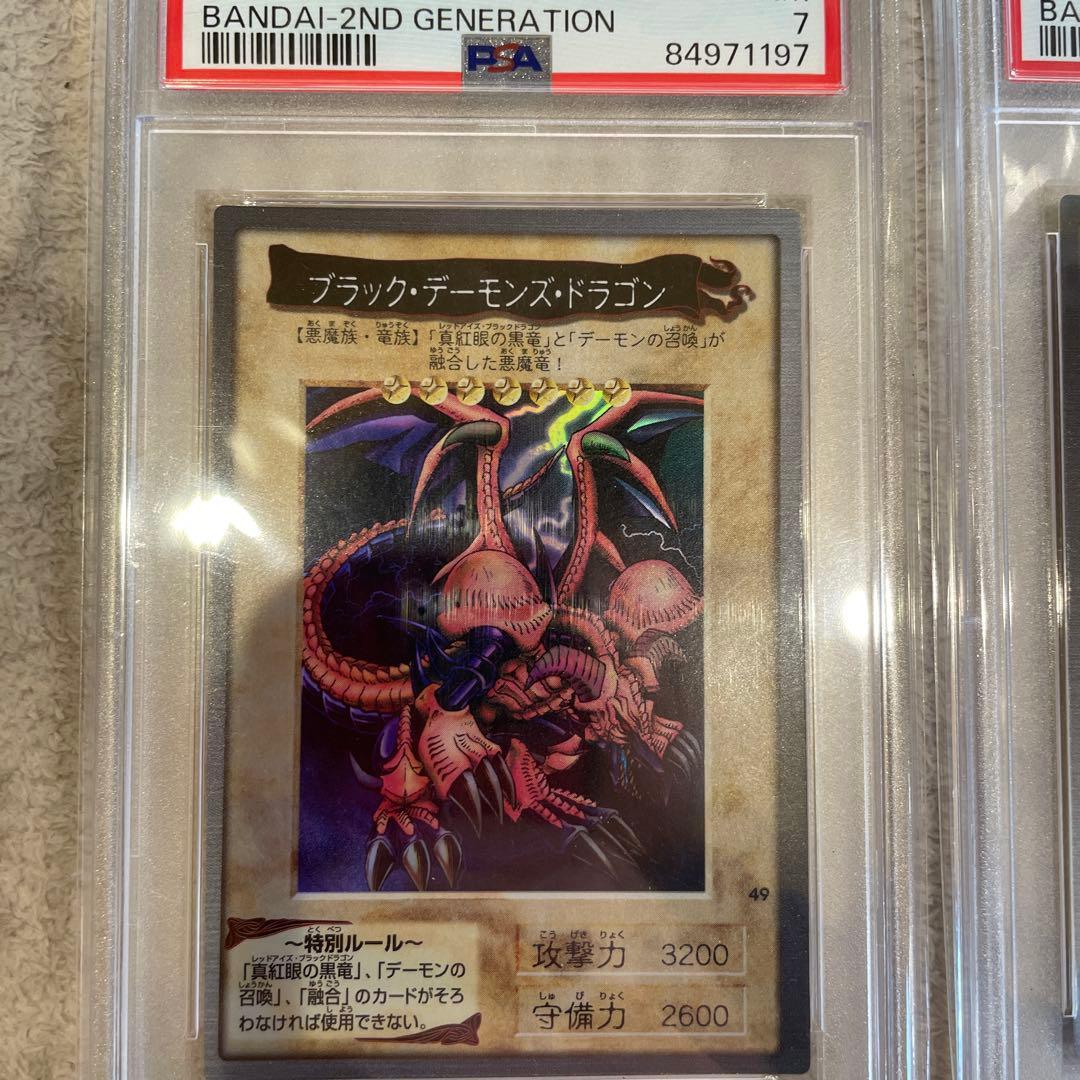 BANDAI-2ND GENERATION
7
PSA
84971197
BA
ブラック・デーモンズ・ドラゴン
あくまぞく りゅうぞく レッドアイズ・ブラックドラゴン しょうかん
【悪魔族・竜族】「真紅眼の黒竜」と「デーモンの召喚」が
ゆうごう あくまりゅう
融合した悪魔竜!
49
とくべつ
～特別ルール～
レッドアイズ・ブラックドラゴン
「真紅眼の黒竜」、「デーモンの
しょうかん ゆうごう
召喚」、「融合」のカードがそろ
しよう
わなければ使用できない。
こうげきりょく
攻撃力 3200
しゅびりょく
守備力 2600